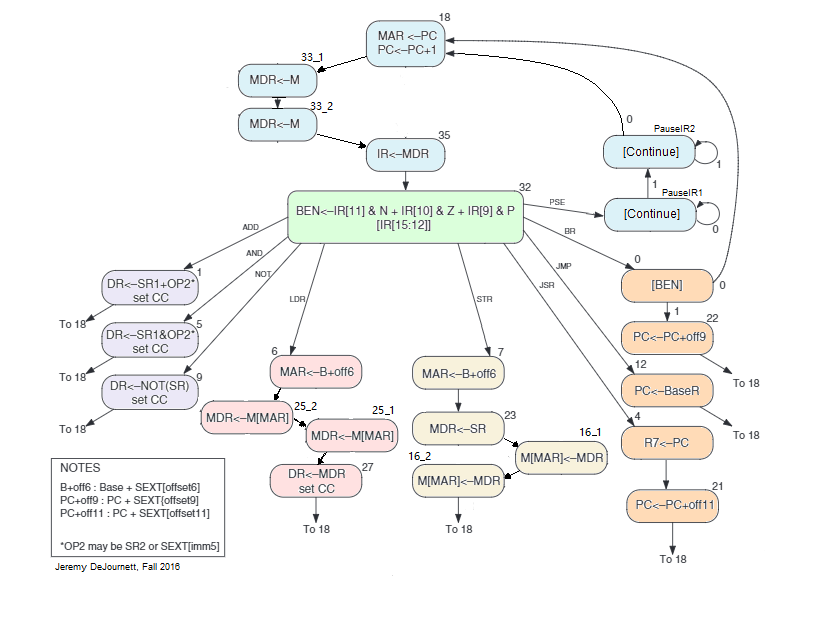 18
MAR <–PC
PC<–PC+1
33_1
MDR<–M
33_2
MDR<–M
35
IR<–MDR
0
PauseIR2
[Continue]
1
1
PauseIR1
[Continue]
0
32
BEN<–IR[11] & N + IR[10] & Z + IR[9] & P
[IR[15:12]]
PSE
BR
JMP
JSR
ADD
AND
NOT
LDR
STR
1
DR<–SR1+OP2*
set CC
To 18
5
DR<–SR1&OP2*
set CC
To 18
9
DR<–NOT(SR)
set CC
To 18
6
MAR<–B+off6
25_2
MDR<–M[MAR]
25_1
MDR<–M[MAR]
27
DR<–MDR
set CC
To 18
7
MAR<–B+off6
23
MDR<–SR
16_1
M[MAR]<–MDR
16_2
M[MAR]<–MDR
To 18
0
[BEN]
0
1
22
PC<–PC+off9
To 18
12
PC<–BaseR
To 18
4
R7<–PC
21
PC<–PC+off11
To 18
NOTES
B+off6 : Base + SEXT[offset6]
PC+off9 : PC + SEXT{offset9]
PC+off11 : PC + SEXT[offset11]
*OP2 may be SR2 or SEXT[imm5]
Jeremy DeJournett, Fall 2016